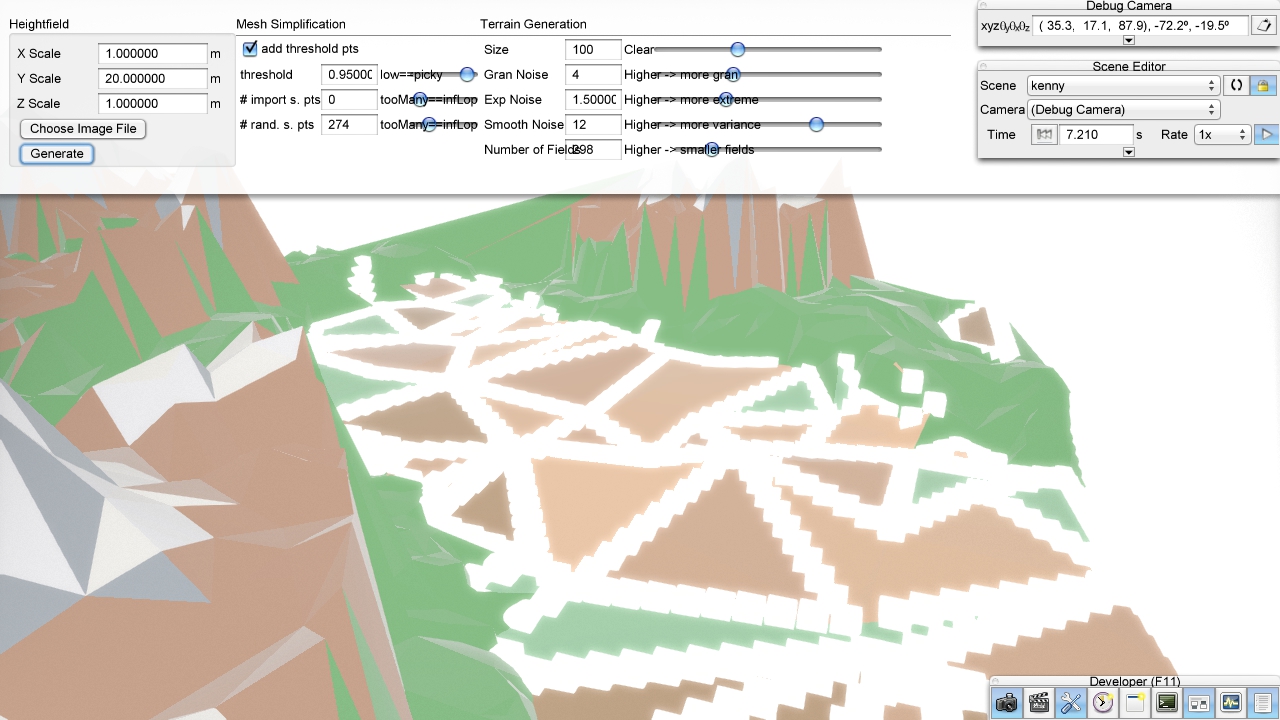 Heightfield
X Scale 1.000000 m
Y Scale 20.000000 m
Z Scale 1.000000 m
Choose Image File
Generate
Mesh Simplification
add threshold pts
threshold 0.95000 low==picky
# import s. pts 0 tooMany==infLop
# rand. s. pts 274 tooMany==infLop
Terrain Generation
Size 100 Clear
Gran Noise 4 Higher -> more gran
Exp Noise 1.50000 Higher -> more extreme
Smooth Noise 12 Higher -> more variance
Number of Fields 298 Higher -> smaller fields
Debug Camera
( 35.3, 17.1, 87.9), -72.2º, -19.5º
Scene Editor
Scene kenny
Camera (Debug Camera)
Time 7.210 s Rate 1x
Developer (F11)